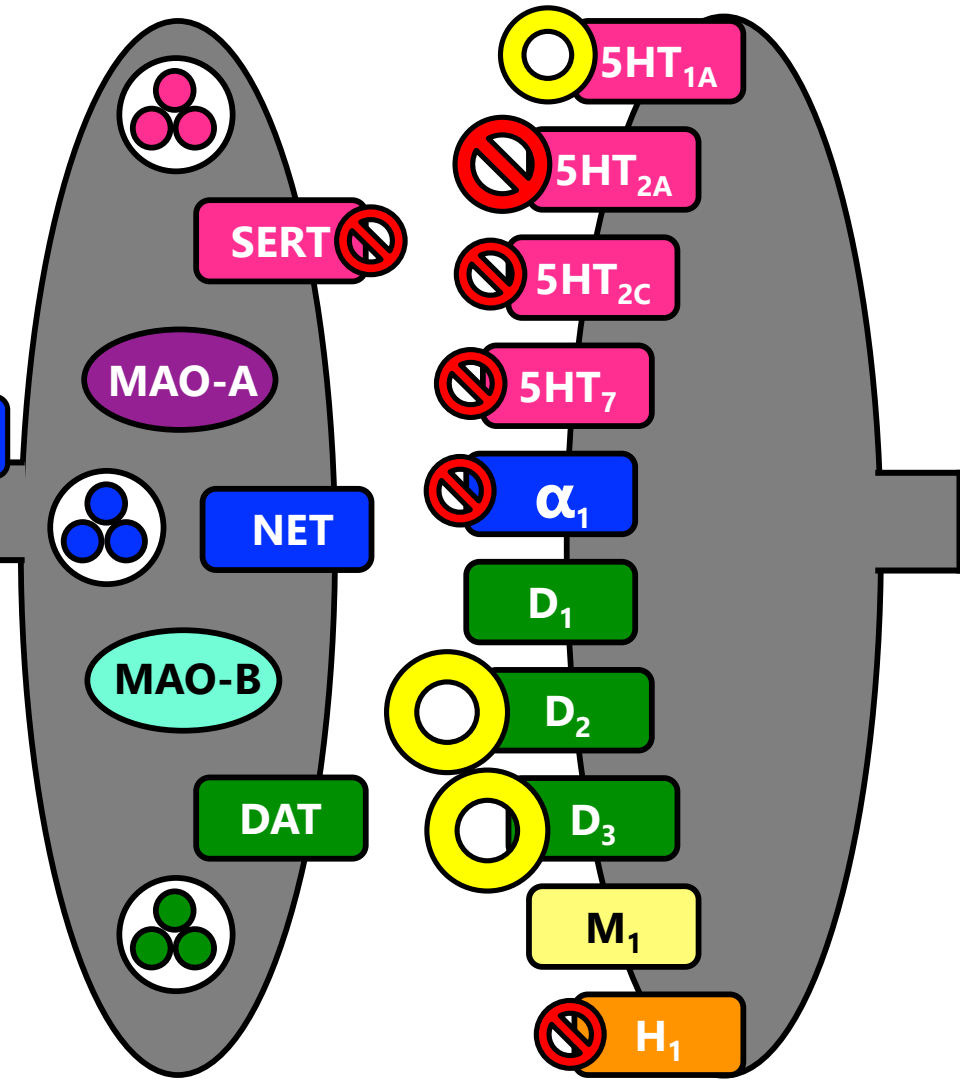 SERT
MAO-A
NET
MAO-B
DAT
5HT1A
5HT2A
5HT2C
5HT7
α1
D1
D2
D3
M1
H1